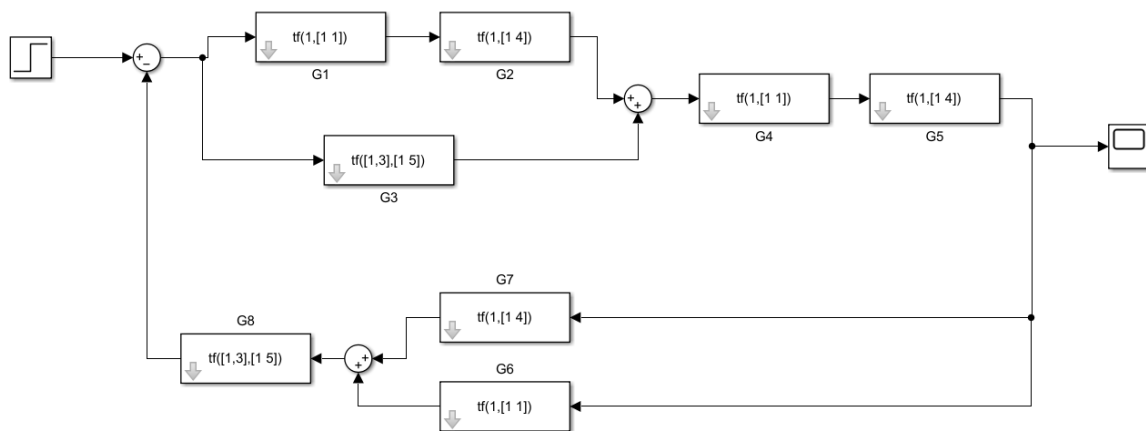 tf(1,[1 1])
G1
tf(1,[1 4])
G2
tf([1,3],[1 5])
G3
tf(1,[1 1])
G4
tf(1,[1 4])
G5
G7
tf(1,[1 4])
G8
tf([1,3],[1 5])
G6
tf(1,[1 1])